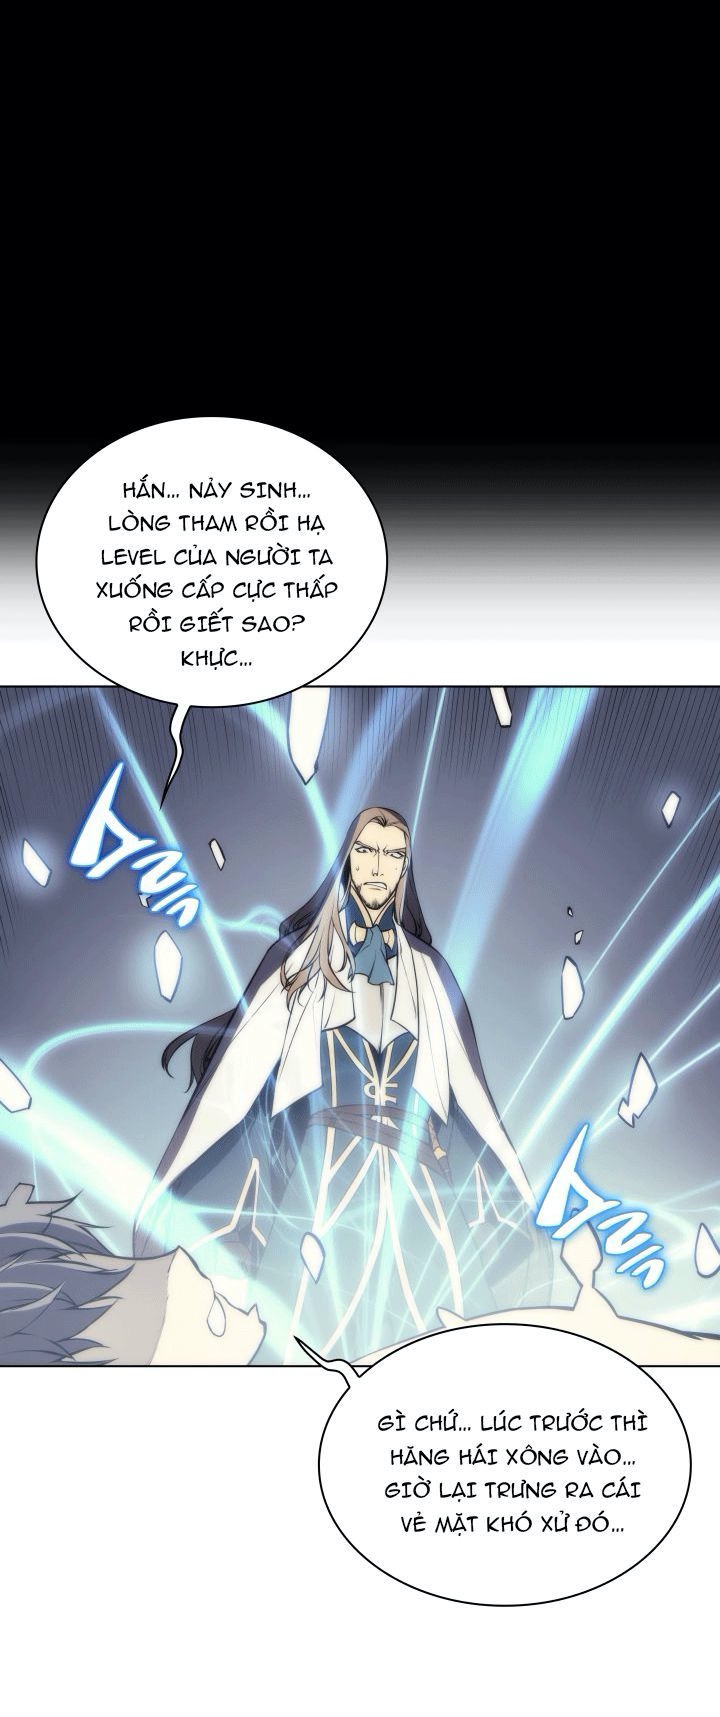 HẮN... NẢY SINH...
LÒNG THAM RỒI HẠ
LEVEL CỦA NGƯỜI TA
XUỐNG CẤP CỰC THẤP
RỒI GIẾT SAO?
KHỰC...
GÌ CHỨ... LÚC TRƯỚC THÌ
HĂNG HÁI XÔNG VÀO...
GIỜ LẠI TRƯNG RA CÁI
VẺ MẶT KHÓ XỬ ĐÓ...